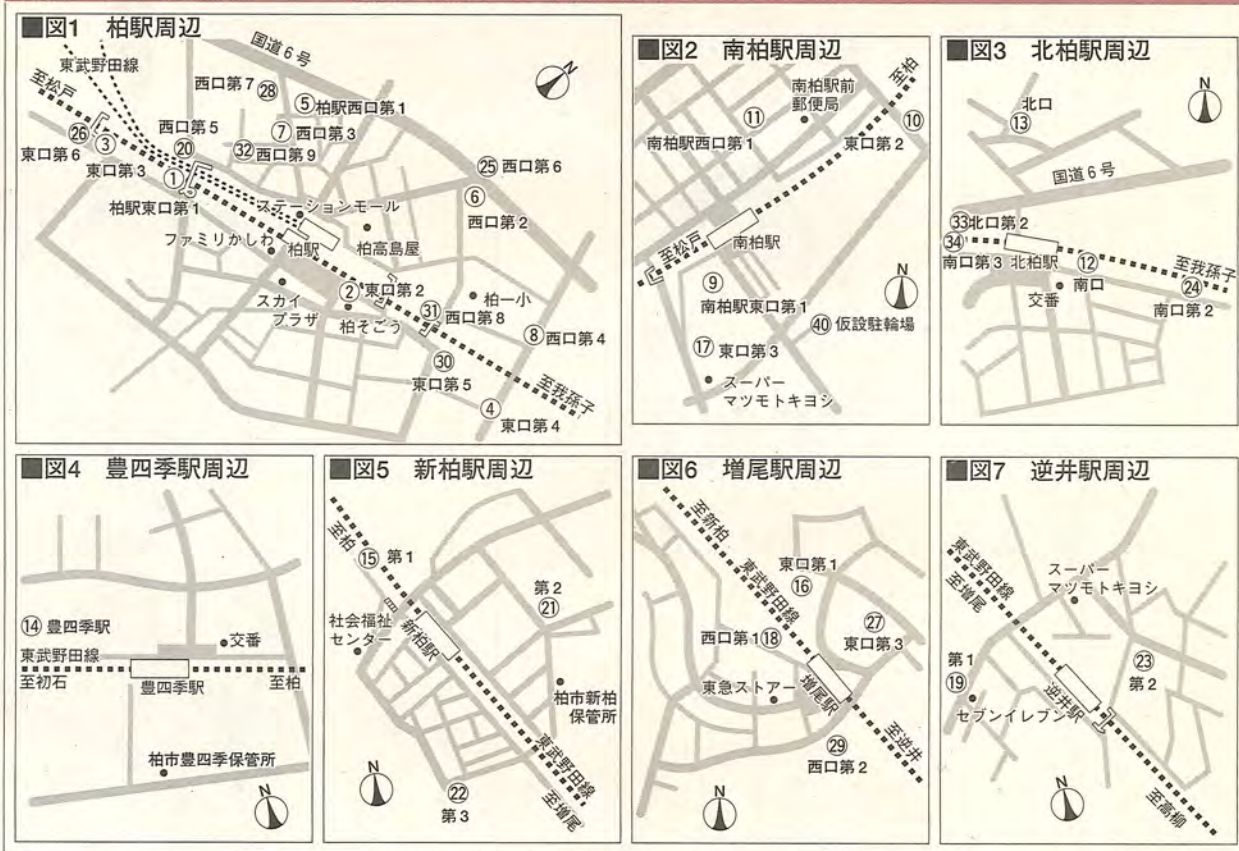 ■図1 柏駅周辺
国道6号
東武野田線
至松戸
N
西口第7
㉘
⑤柏駅西口第1
⑦西口第3
㉜西口第9
西口第5
⑳
㉖
東口第6
③
東口第3
①
柏駅東口第1
㉕西口第6
⑥
西口第2
ステーションモール
柏高島屋
ファミリかしわ
柏駅
スカイ
プラザ
②東口第2
柏そごう
柏一小
㉛西口第8
⑧西口第4
㉚
東口第5
④
東口第4
至我孫子
■図2 南柏駅周辺
至柏
南柏駅前
郵便局
⑪
南柏駅西口第1
⑩
東口第2
至松戸
南柏駅
N
⑨
南柏駅東口第1
㊵仮設駐輪場
⑰東口第3
スーパー
マツモトキヨシ
■図3 北柏駅周辺
N
北口
⑬
国道6号
㉝北口第2
㉞
南口第3
北柏駅
⑫
南口
至我孫子
交番
㉔
南口第2
■図4 豊四季駅周辺
⑭豊四季駅
交番
東武野田線
至初石
豊四季駅
至柏
柏市豊四季保管所
N
■図5 新柏駅周辺
至柏
⑮第1
第2
㉑
社会福祉
センター
新柏駅
柏市新柏
保管所
東武野田線
至増尾
N
㉒
第3
■図6 増尾駅周辺
至新柏
東武野田線
東口第1
⑯
㉗
東口第3
西口第1⑱
東急ストアー
増尾駅
至逆井
㉙
西口第2
N
■図7 逆井駅周辺
東武野田線
至増尾
スーパー
マツモトキヨシ
第1
⑲
セブンイレブン
逆井駅
㉓
第2
至高柳
N